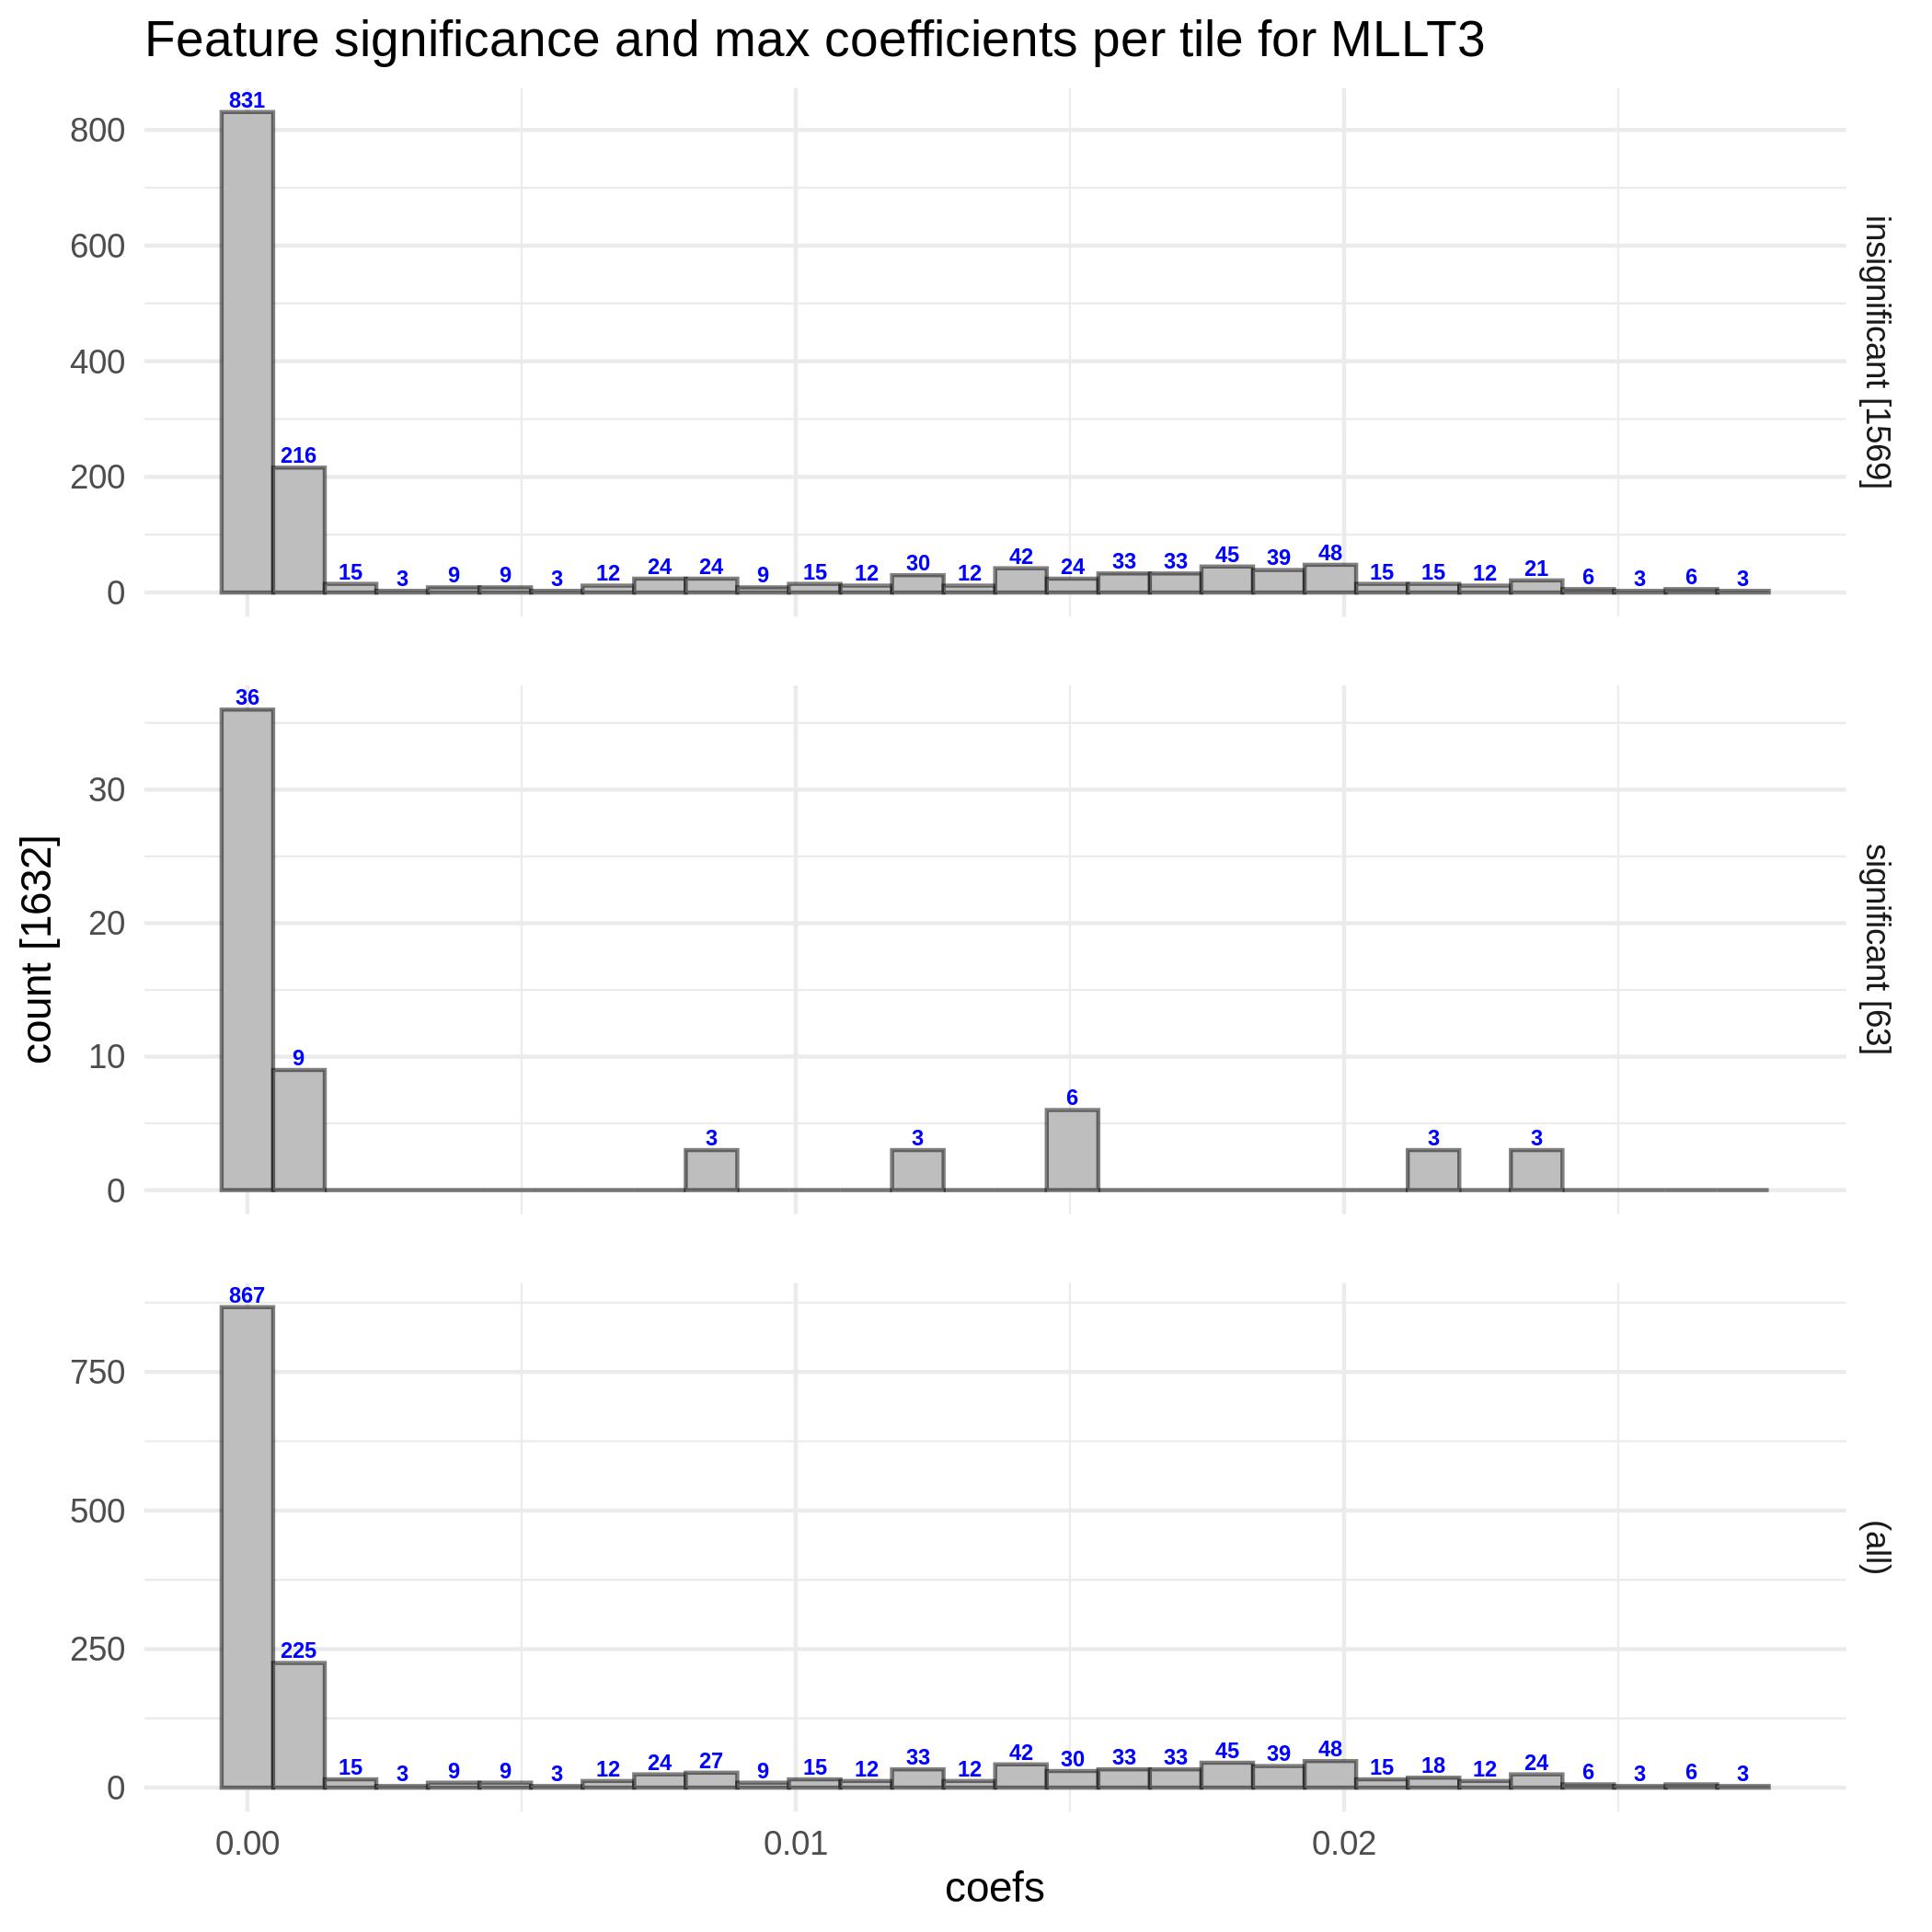 Feature significance and max coefficients per tile for MLLT3
831
800
600
400
216
200
15 3 9 9 3 12 24 24 9 15 12 30 12 42 24 33 33 45 39 48 15 15 12 21 6 3 6 3
0
insignificant [1569]
36
30
20
10
9
3 3 6 3 3
0
significant [63]
count [1632]
867
750
500
250
225
15 3 9 9 3 12 24 27 9 15 12 33 12 42 30 33 33 45 39 48 15 18 12 24 6 3 6 3
0
(all)
0.00 0.01 0.02
coefs